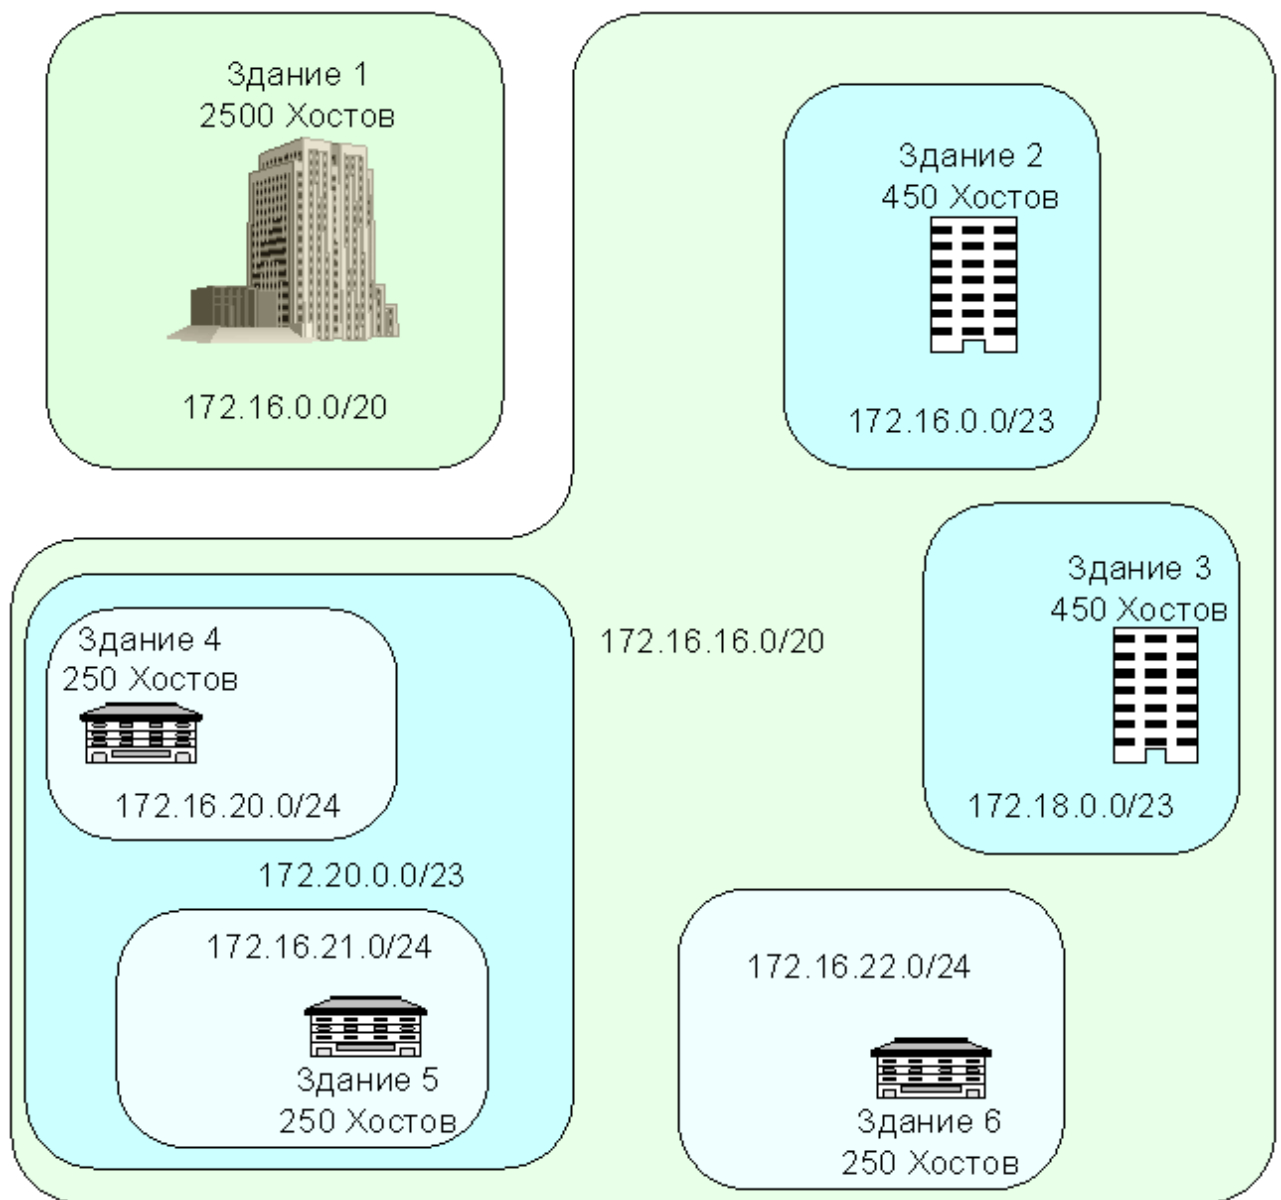 Здание 1
2500 Хостов
172.16.0.0/20
Здание 2
450 Хостов
172.16.0.0/23
Здание 3
450 Хостов
172.18.0.0/23
172.16.16.0/20
Здание 4
250 Хостов
172.16.20.0/24
172.20.0.0/23
172.16.21.0/24
Здание 5
250 Хостов
172.16.22.0/24
Здание 6
250 Хостов